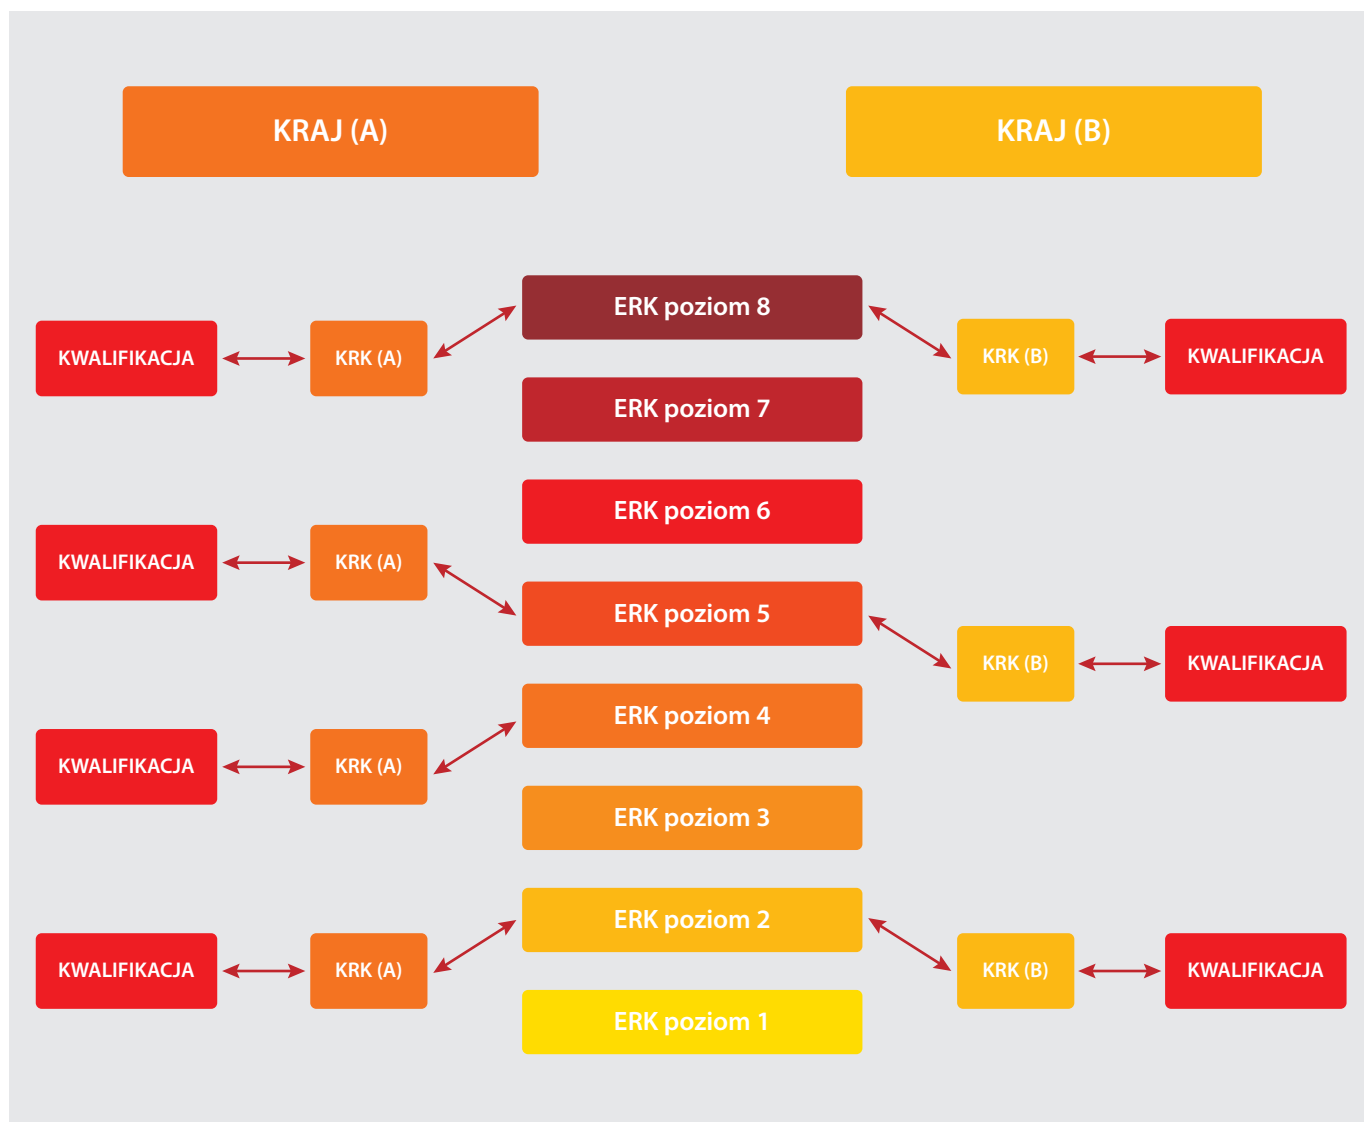 KRAJ (A)
KRAJ (B)
ERK poziom 8
KWALIFIKACJA
KRK (A)
KRK (B)
KWALIFIKACJA
ERK poziom 7
ERK poziom 6
KWALIFIKACJA
KRK (A)
ERK poziom 5
KRK (B)
KWALIFIKACJA
ERK poziom 4
KWALIFIKACJA
KRK (A)
ERK poziom 3
ERK poziom 2
KWALIFIKACJA
KRK (A)
KRK (B)
KWALIFIKACJA
ERK poziom 1